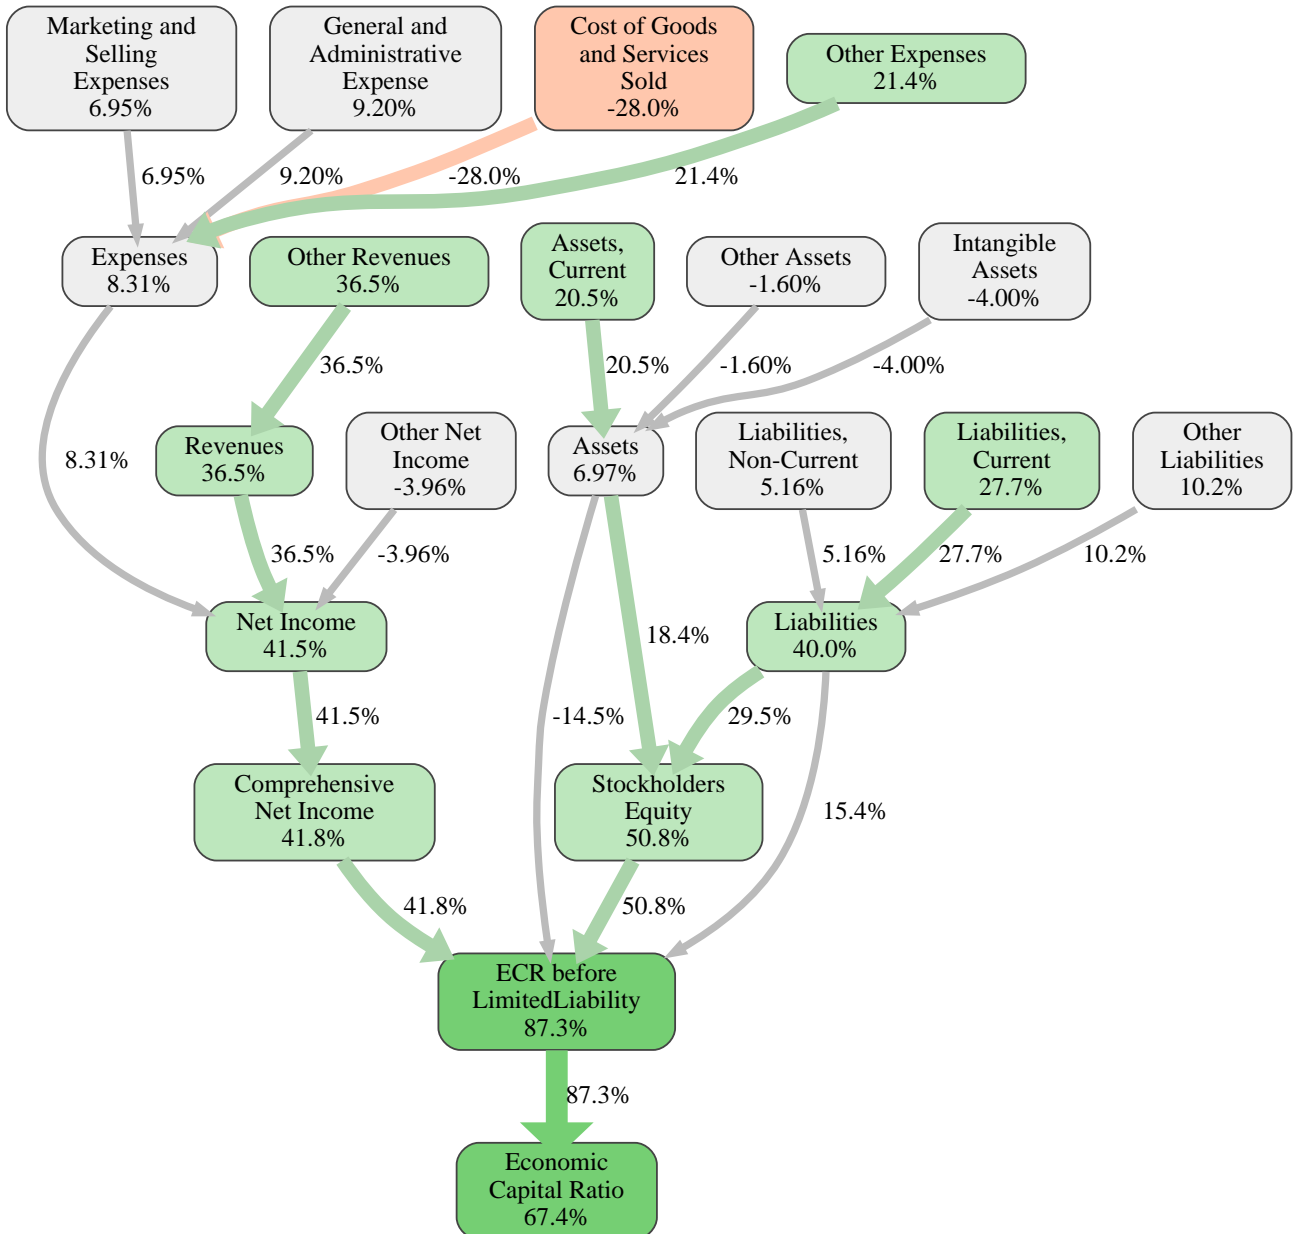 Marketing and
Selling
Expenses
6.95%
General and
Administrative
Expense
9.20%
Cost of Goods
and Services
Sold
-28.0%
Other Expenses
21.4%
6.95%
9.20%
-28.0%
21.4%
Expenses
8.31%
Other Revenues
36.5%
Assets,
Current
20.5%
Other Assets
-1.60%
Intangible
Assets
-4.00%
36.5%
20.5%
-1.60%
-4.00%
8.31%
Revenues
36.5%
Other Net
Income
-3.96%
Assets
6.97%
Liabilities,
Non-Current
5.16%
Liabilities,
Current
27.7%
Other
Liabilities
10.2%
36.5%
-3.96%
5.16%
27.7%
10.2%
Net Income
41.5%
18.4%
Liabilities
40.0%
41.5%
-14.5%
29.5%
Comprehensive
Net Income
41.8%
Stockholders
Equity
50.8%
15.4%
41.8%
50.8%
ECR before
LimitedLiability
87.3%
87.3%
Economic
Capital Ratio
67.4%